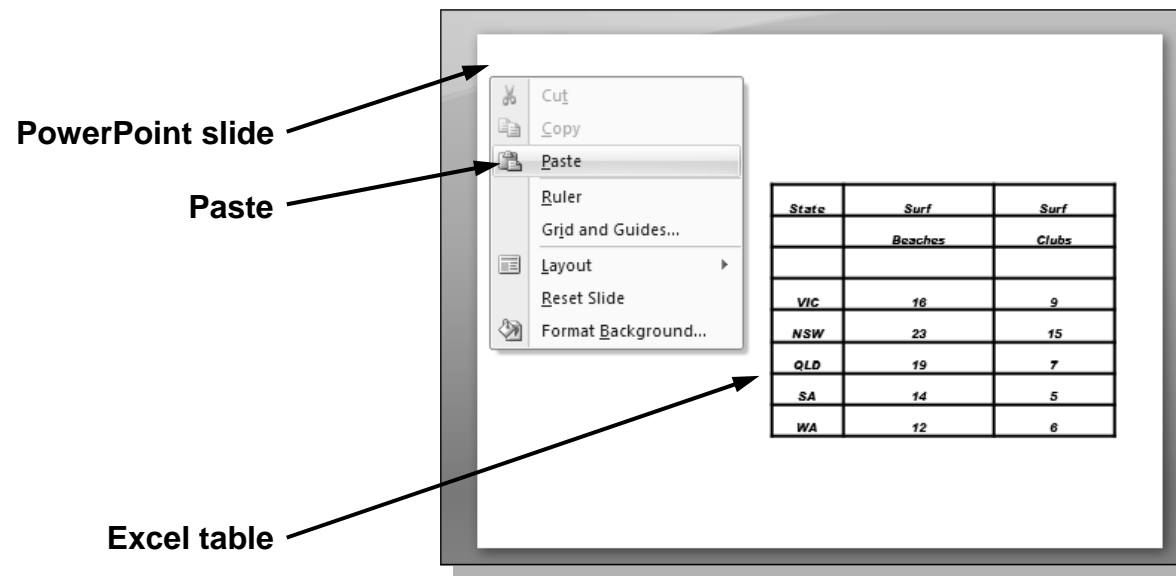 PowerPoint slide
Paste
Excel table
Cut
Copy
Paste
Ruler
Grid and Guides...
Layout
Reset Slide
Format Background...
State Surf Surf
Beaches Clubs
VIC 16 9
NSW 23 15
QLD 19 7
SA 14 5
WA 12 6